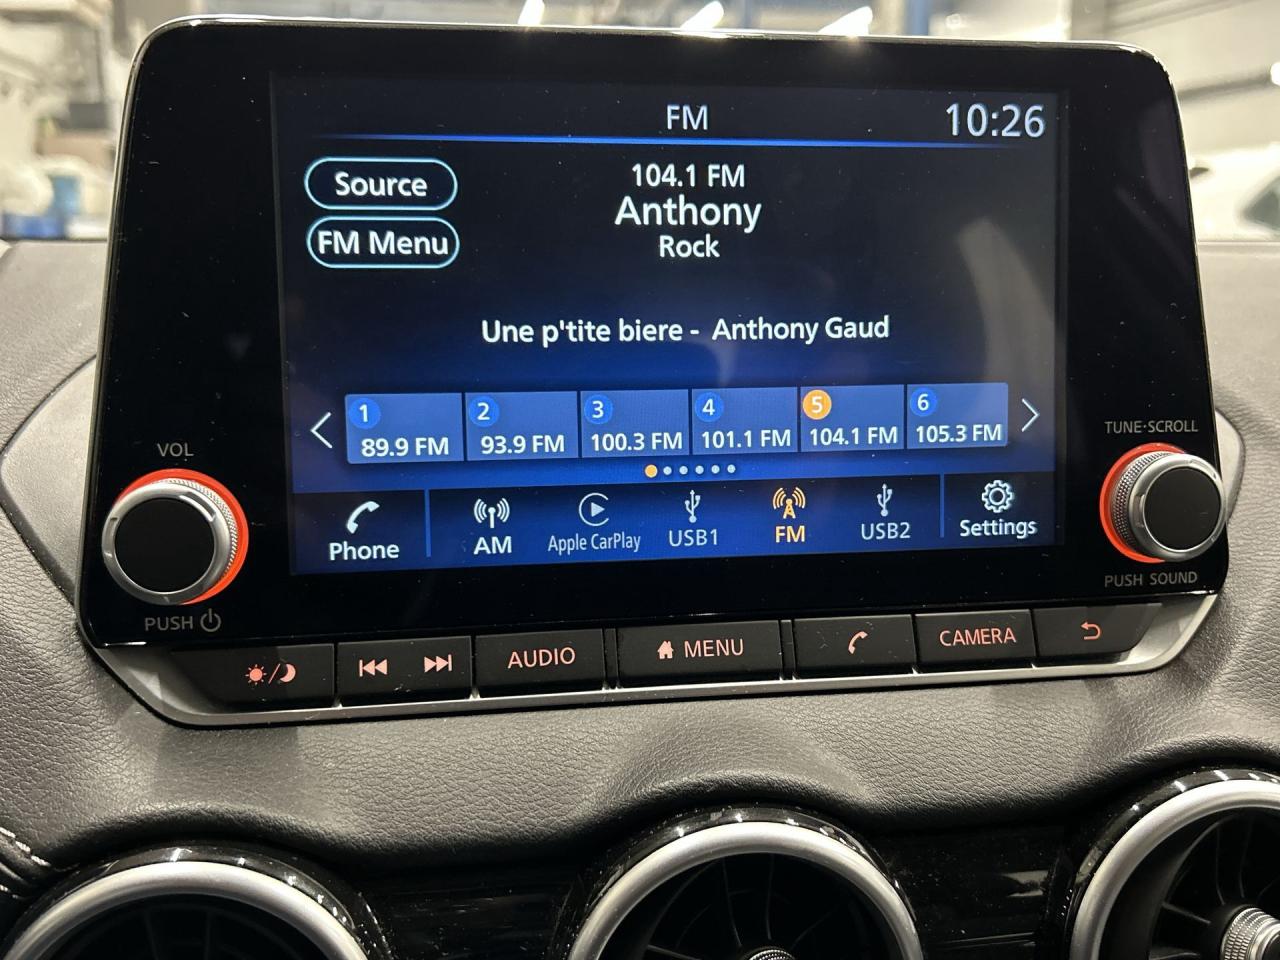 FM
10:26
Source
FM Menu
104.1 FM
Anthony
Rock
Une p'tite biere - Anthony Gaud
1 89.9 FM
2 93.9 FM
3 100.3 FM
4 101.1 FM
5 104.1 FM
6 105.3 FM
Phone
AM
Apple CarPlay
USB1
FM
USB2
Settings
VOL
PUSH
TUNE·SCROLL
PUSH SOUND
AUDIO
MENU
CAMERA